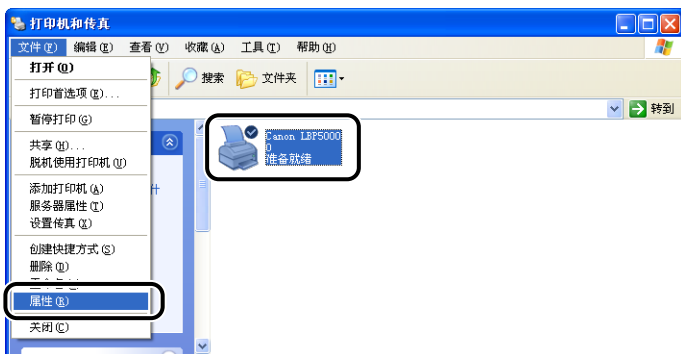 打印机和传真
文件(F) 编辑(E) 查看(V) 收藏(A) 工具(T) 帮助(H)
打开(O)
搜索 文件夹
打印首选项(E)...
转到
暂停打印(G)
共享(H)...
脱机使用打印机(U)
Canon LBP5000
0
准备就绪
添加打印机(A)
服务器属性(T)
设置传真(X)
创建快捷方式(S)
删除(D)
属性(R)
关闭(C)